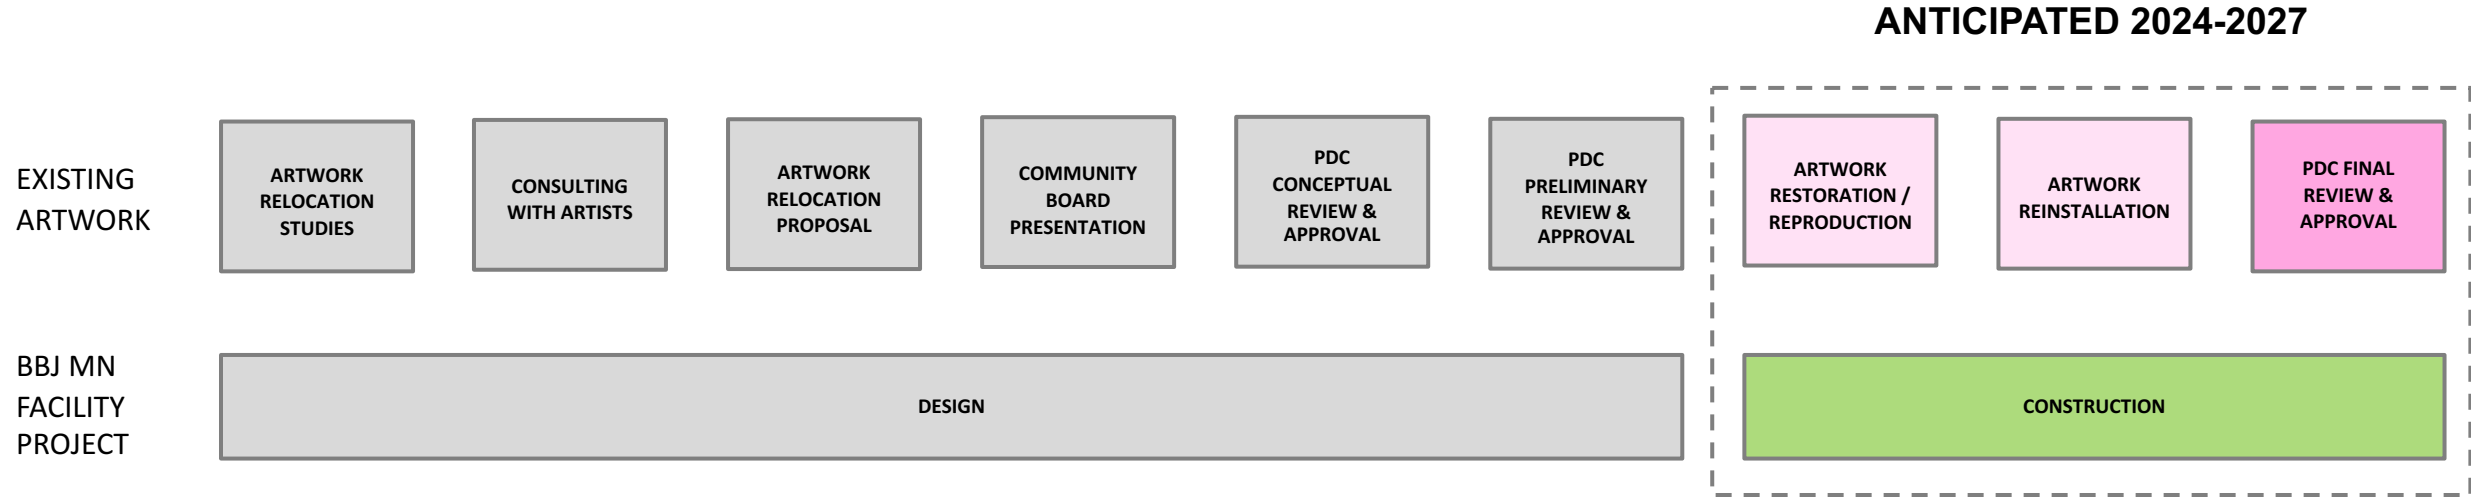 ANTICIPATED 2024-2027
EXISTING
ARTWORK
ARTWORK
RELOCATION
STUDIES
CONSULTING
WITH ARTISTS
ARTWORK
RELOCATION
PROPOSAL
COMMUNITY
BOARD
PRESENTATION
PDC
CONCEPTUAL
REVIEW &
APPROVAL
PDC
PRELIMINARY
REVIEW &
APPROVAL
ARTWORK
RESTORATION /
REPRODUCTION
ARTWORK
REINSTALLATION
PDC FINAL
REVIEW &
APPROVAL
BBJ MN
FACILITY
PROJECT
DESIGN
CONSTRUCTION